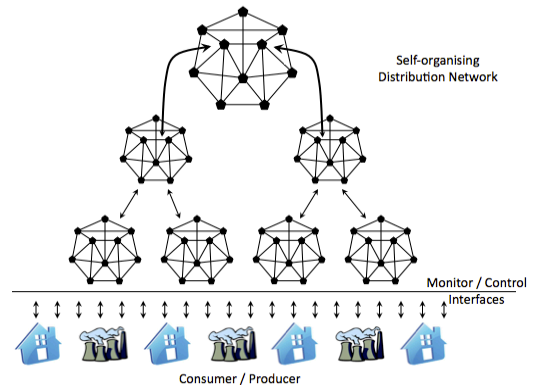 Self-organising
Distribution Network
Monitor / Control
Interfaces
Consumer / Producer